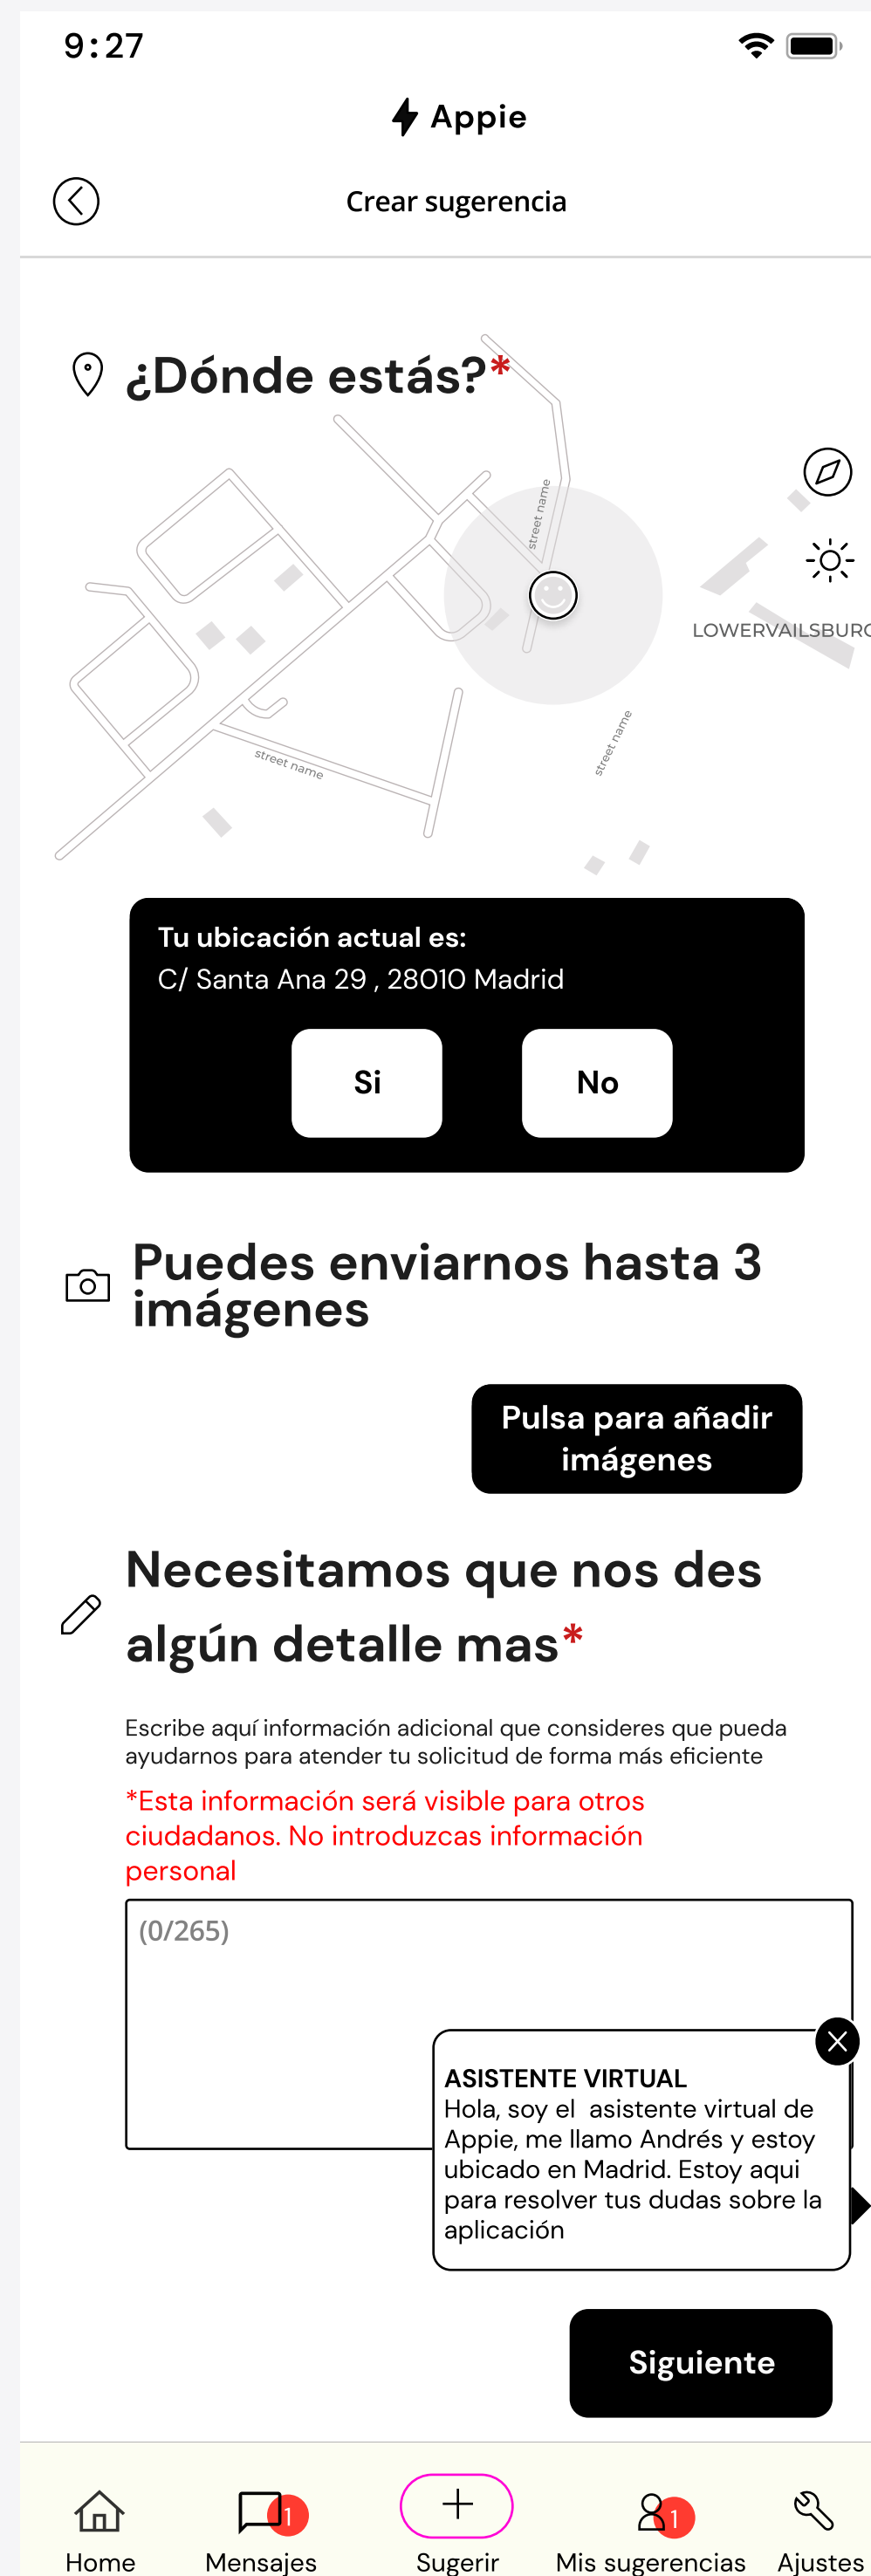 9:27
Appie
Crear sugerencia
¿Dónde estás?*
street name
LOWERVAILSBURG
street name
street name
Tu ubicación actual es:
C/ Santa Ana 29 , 28010 Madrid
Si
No
Puedes enviarnos hasta 3
imágenes
Pulsa para añadir
imágenes
Necesitamos que nos des
algún detalle mas*
Escribe aquí información adicional que consideres que pueda
ayudarnos para atender tu solicitud de forma más eficiente
*Esta información será visible para otros
ciudadanos. No introduzcas información
personal
(0/265)
ASISTENTE VIRTUAL
Hola, soy el  asistente virtual de
Appie, me llamo Andrés y estoy
ubicado en Madrid. Estoy aqui
para resolver tus dudas sobre la
aplicación
Siguiente
1
1
Home
Mensajes
Sugerir
Mis sugerencias
Ajustes